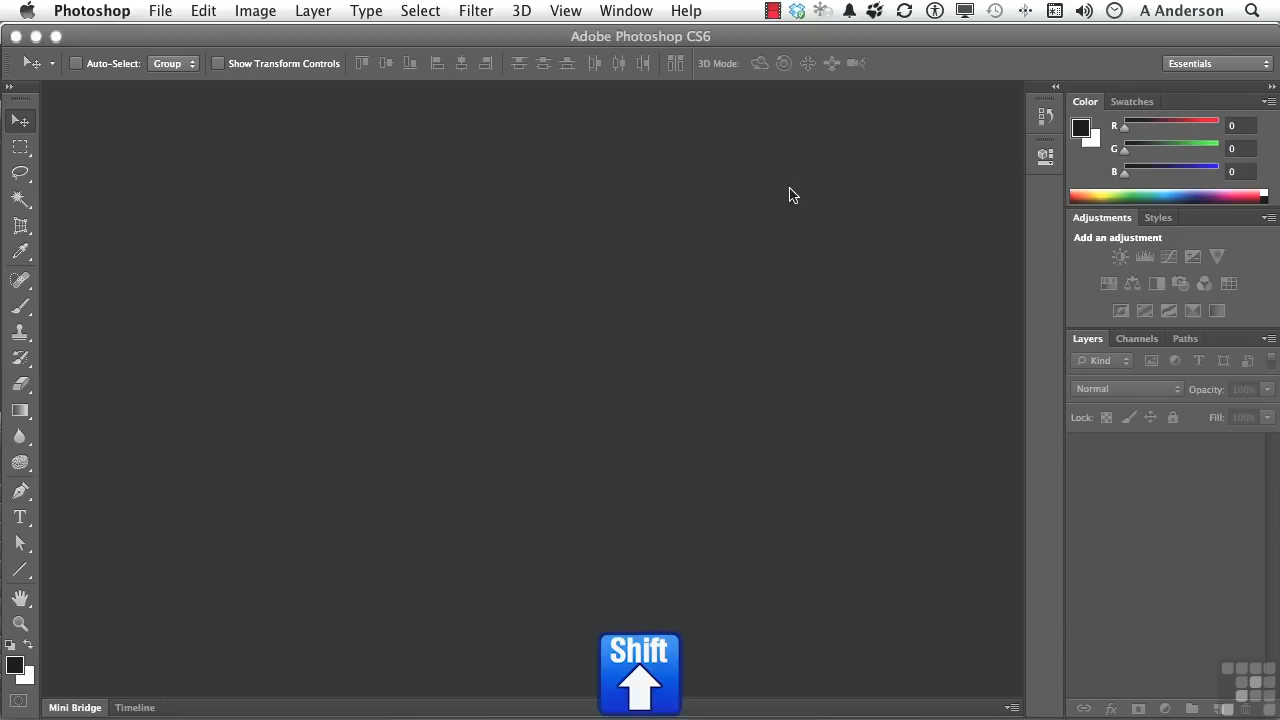 Photoshop File Edit Image Layer Type Select Filter 3D View Window Help A Anderson
Adobe Photoshop CS6
Auto-Select: Group Show Transform Controls 3D Mode: Essentials
Color Swatches
R 0
G 0
B 0
Adjustments Styles
Add an adjustment
Layers Channels Paths
Kind T
Normal Opacity: 100%
Lock: Fill: 100%
T
Shift
Mini Bridge Timeline
fx